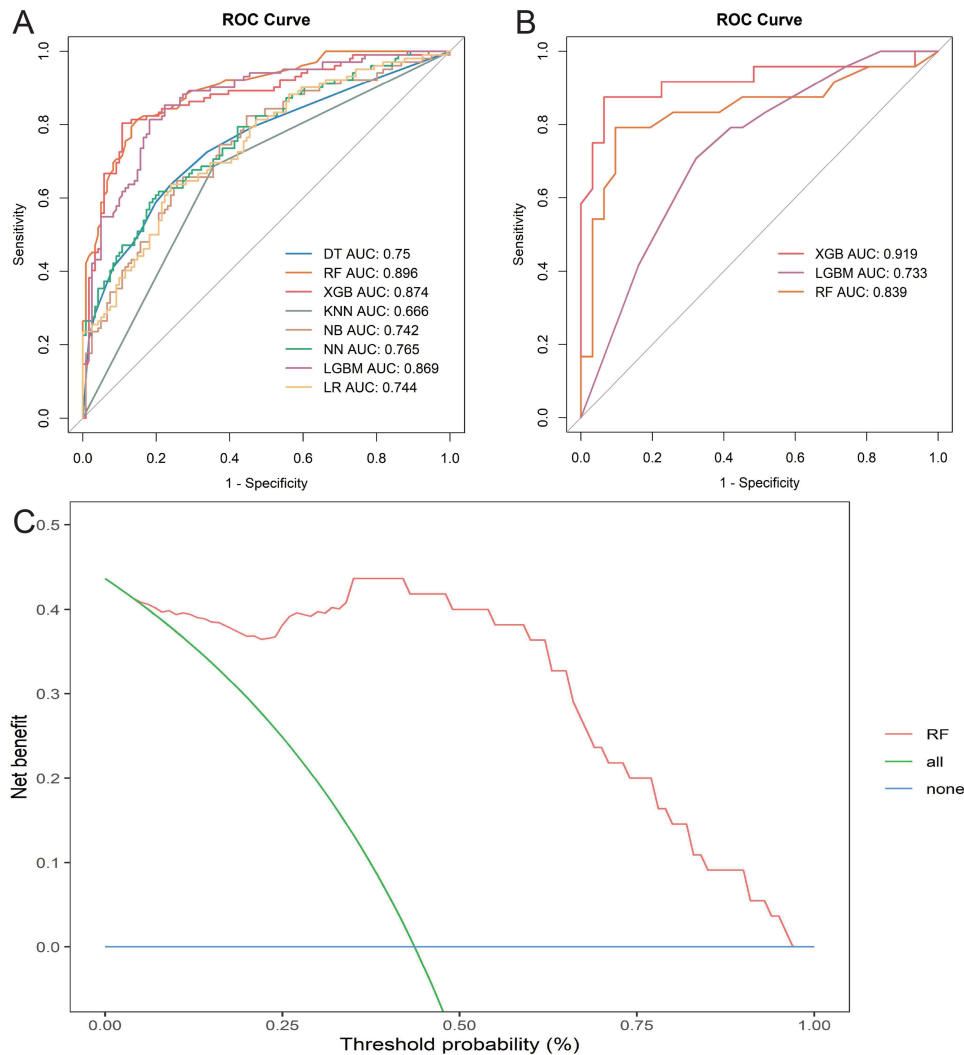 A
ROC Curve
1.0
0.8
0.6
0.4
0.2
0.0
Sensitivity
DT AUC: 0.75
RF AUC: 0.896
XGB AUC: 0.874
KNN AUC: 0.666
NB AUC: 0.742
NN AUC: 0.765
LGBM AUC: 0.869
LR AUC: 0.744
0.0 0.2 0.4 0.6 0.8 1.0
1 - Specificity
B
ROC Curve
1.0
0.8
0.6
0.4
0.2
0.0
Sensitivity
XGB AUC: 0.919
LGBM AUC: 0.733
RF AUC: 0.839
0.0 0.2 0.4 0.6 0.8 1.0
1 - Specificity
C
0.5
0.4
0.3
0.2
0.1
0.0
Net benefit
RF
all
none
0.00 0.25 0.50 0.75 1.00
Threshold probability (%)